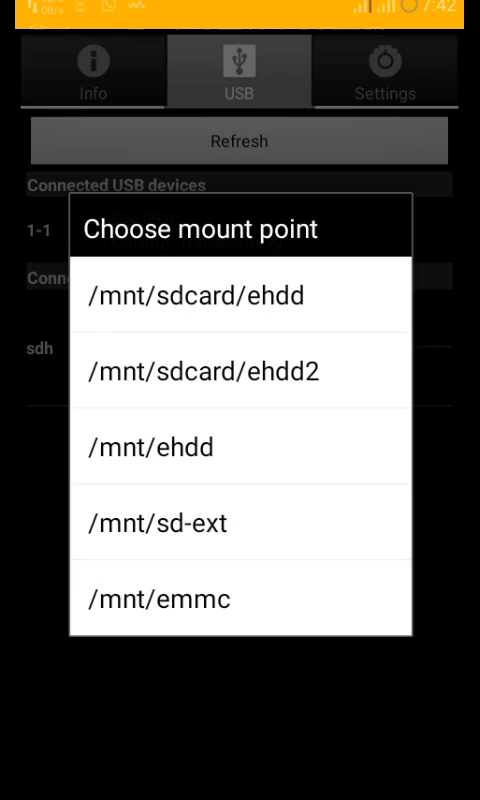 7:42
Info
USB
Settings
Refresh
Connected USB devices
1-1
Choose mount point
Conne
/mnt/sdcard/ehdd
sdh
/mnt/sdcard/ehdd2
/mnt/ehdd
/mnt/sd-ext
/mnt/emmc